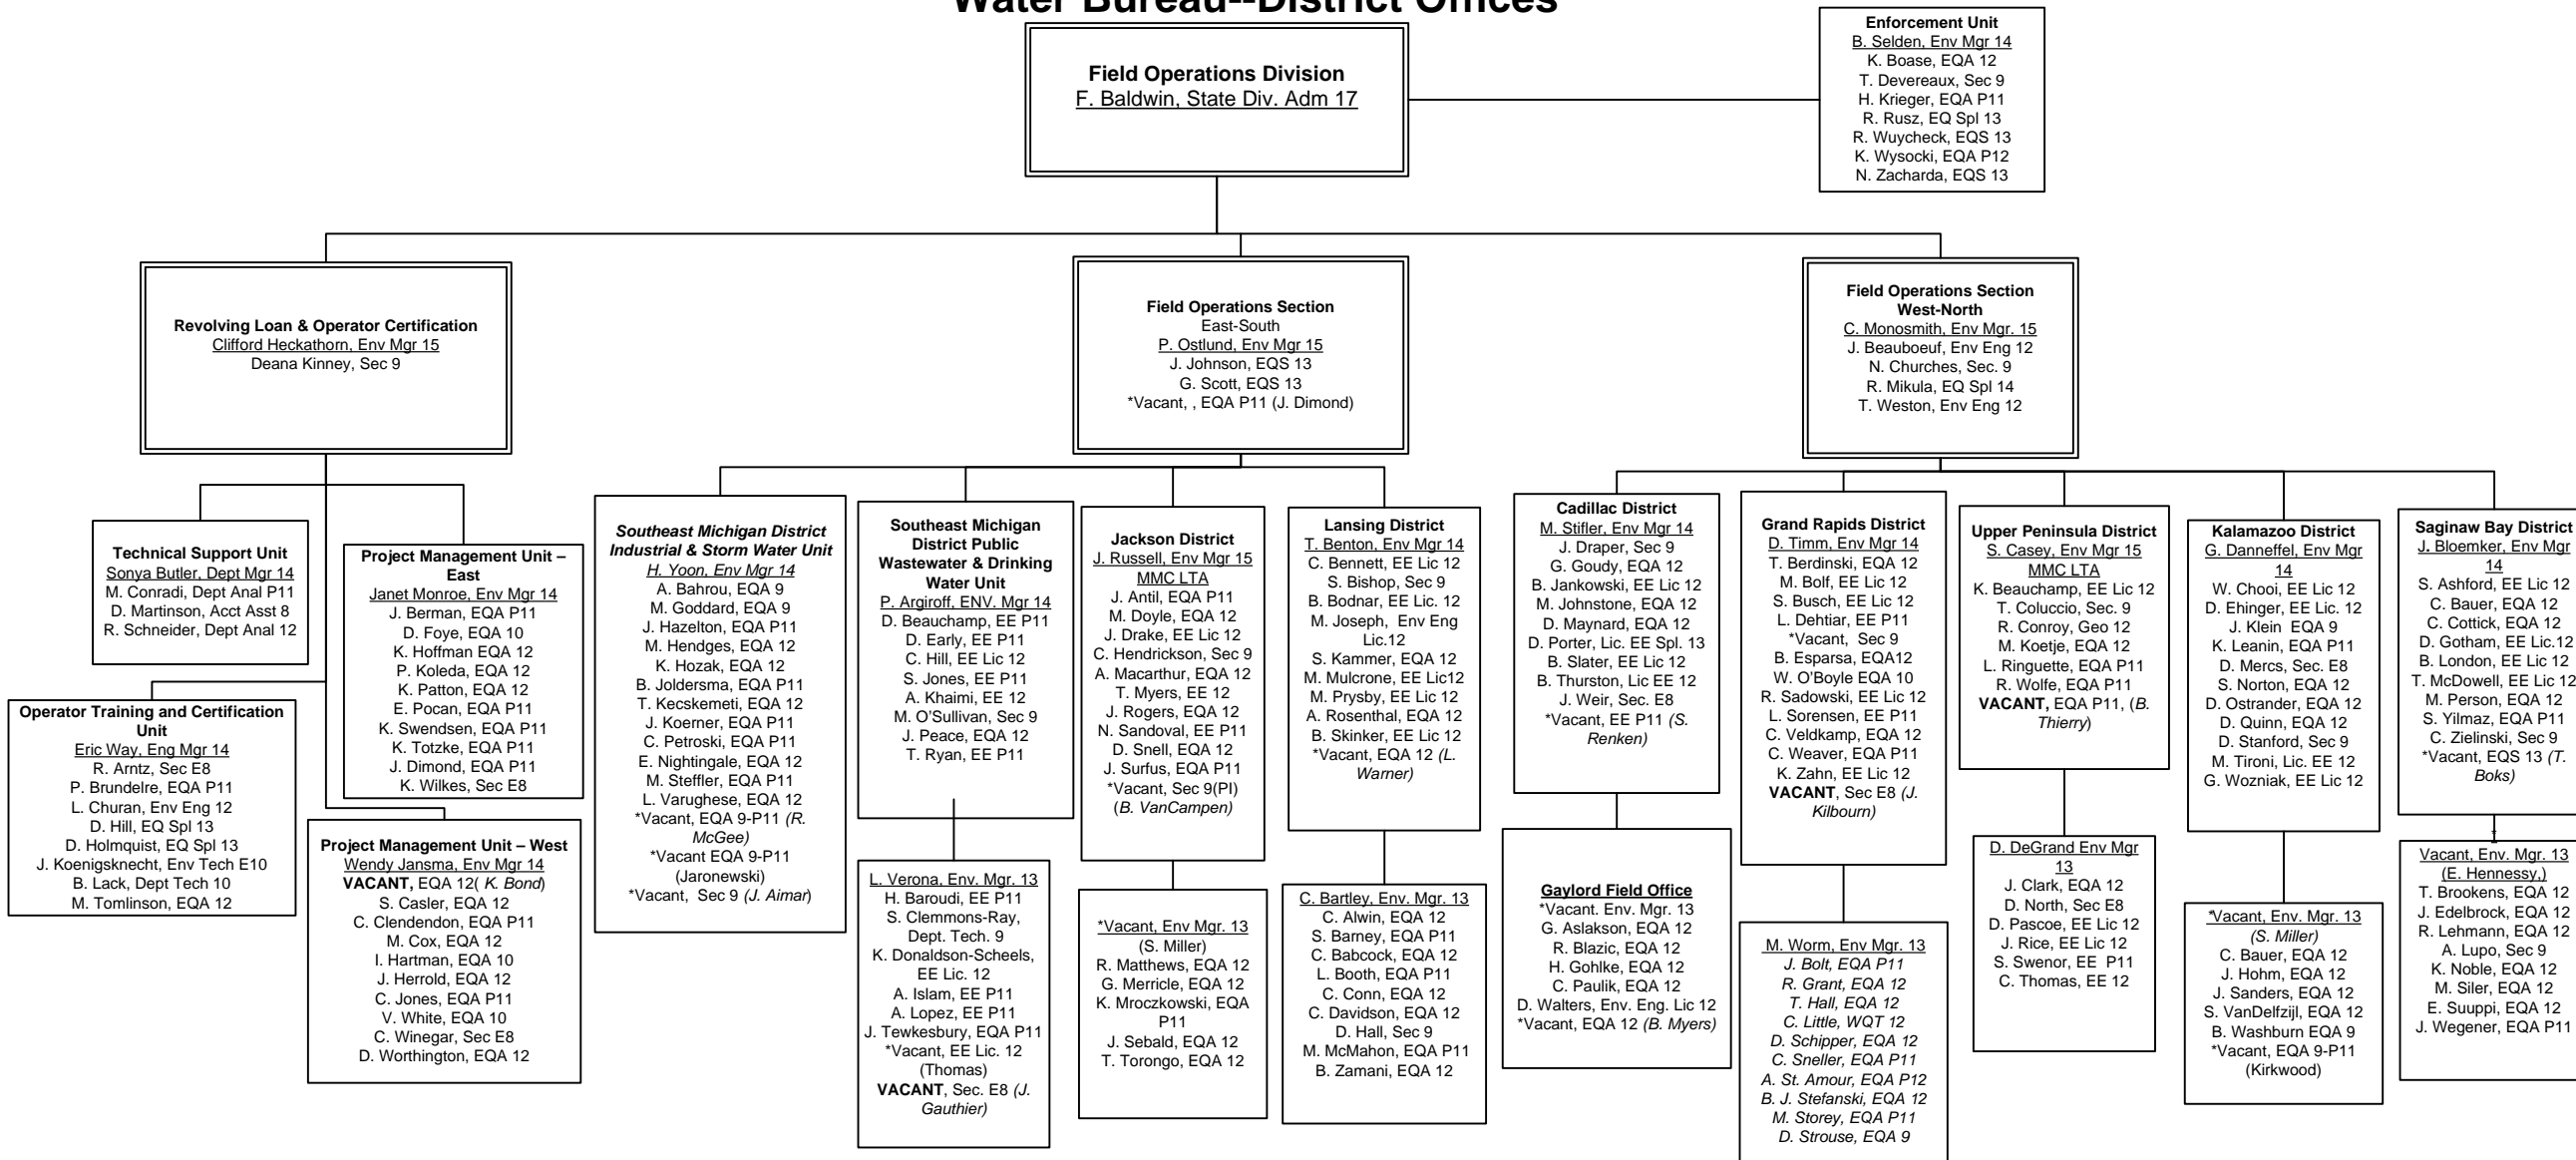 Water Bureau--District Offices
Field Operations Division
F. Baldwin, State Div. Adm 17
Enforcement Unit
B. Selden, Env Mgr 14
K. Boase, EQA 12
T. Devereaux, Sec 9
H. Krieger, EQA P11
R. Rusz, EQ Spl 13
R. Wuycheck, EQS 13
K. Wysocki, EQA P12
N. Zacharda, EQS 13
Revolving Loan & Operator Certification
Clifford Heckathorn, Env Mgr 15
Deana Kinney, Sec 9
Field Operations Section
East-South
P. Ostlund, Env Mgr 15
J. Johnson, EQS 13
G. Scott, EQS 13
*Vacant, , EQA P11 (J. Dimond)
Field Operations Section
West-North
C. Monosmith, Env Mgr. 15
J. Beauboeuf, Env Eng 12
N. Churches, Sec. 9
R. Mikula, EQ Spl 14
T. Weston, Env Eng 12
Technical Support Unit
Sonya Butler, Dept Mgr 14
M. Conradi, Dept Anal P11
D. Martinson, Acct Asst 8
R. Schneider, Dept Anal 12
Project Management Unit –
East
Janet Monroe, Env Mgr 14
J. Berman, EQA P11
D. Foye, EQA 10
K. Hoffman EQA 12
P. Koleda, EQA 12
K. Patton, EQA 12
E. Pocan, EQA P11
K. Swendsen, EQA P11
K. Totzke, EQA P11
J. Dimond, EQA P11
K. Wilkes, Sec E8
Operator Training and Certification
Unit
Eric Way, Eng Mgr 14
R. Arntz, Sec E8
P. Brundelre, EQA P11
L. Churan, Env Eng 12
D. Hill, EQ Spl 13
D. Holmquist, EQ Spl 13
J. Koenigsknecht, Env Tech E10
B. Lack, Dept Tech 10
M. Tomlinson, EQA 12
Project Management Unit – West
Wendy Jansma, Env Mgr 14
VACANT, EQA 12( K. Bond)
S. Casler, EQA 12
C. Clendendon, EQA P11
M. Cox, EQA 12
I. Hartman, EQA 10
J. Herrold, EQA 12
C. Jones, EQA P11
V. White, EQA 10
C. Winegar, Sec E8
D. Worthington, EQA 12
Southeast Michigan District
Industrial & Storm Water Unit
H. Yoon, Env Mgr 14
A. Bahrou, EQA 9
M. Goddard, EQA 9
J. Hazelton, EQA P11
M. Hendges, EQA 12
K. Hozak, EQA 12
B. Joldersma, EQA P11
T. Kecskemeti, EQA 12
J. Koerner, EQA P11
C. Petroski, EQA P11
E. Nightingale, EQA 12
M. Steffler, EQA P11
L. Varughese, EQA 12
*Vacant, EQA 9-P11 (R.
McGee)
*Vacant EQA 9-P11
(Jaronewski)
*Vacant, Sec 9 (J. Aimar)
Southeast Michigan
District Public
Wastewater & Drinking
Water Unit
P. Argiroff, ENV. Mgr 14
D. Beauchamp, EE P11
D. Early, EE P11
C. Hill, EE Lic 12
S. Jones, EE P11
A. Khaimi, EE 12
M. O'Sullivan, Sec 9
J. Peace, EQA 12
T. Ryan, EE P11
L. Verona, Env. Mgr. 13
H. Baroudi, EE P11
S. Clemmons-Ray,
Dept. Tech. 9
K. Donaldson-Scheels,
EE Lic. 12
A. Islam, EE P11
A. Lopez, EE P11
J. Tewkesbury, EQA P11
*Vacant, EE Lic. 12
(Thomas)
VACANT, Sec. E8 (J.
Gauthier)
Jackson District
J. Russell, Env Mgr 15
MMC LTA
J. Antil, EQA P11
M. Doyle, EQA 12
J. Drake, EE Lic 12
C. Hendrickson, Sec 9
A. Macarthur, EQA 12
T. Myers, EE 12
J. Rogers, EQA 12
N. Sandoval, EE P11
D. Snell, EQA 12
J. Surfus, EQA P11
*Vacant, Sec 9(PI)
(B. VanCampen)
*Vacant, Env Mgr. 13
(S. Miller)
R. Matthews, EQA 12
G. Merricle, EQA 12
K. Mroczkowski, EQA
P11
J. Sebald, EQA 12
T. Torongo, EQA 12
Lansing District
T. Benton, Env Mgr 14
C. Bennett, EE Lic 12
S. Bishop, Sec 9
B. Bodnar, EE Lic. 12
M. Joseph, Env Eng
Lic.12
S. Kammer, EQA 12
M. Mulcrone, EE Lic12
M. Prysby, EE Lic 12
A. Rosenthal, EQA 12
B. Skinker, EE Lic 12
*Vacant, EQA 12 (L.
Warner)
C. Bartley, Env. Mgr. 13
C. Alwin, EQA 12
S. Barney, EQA P11
C. Babcock, EQA 12
L. Booth, EQA P11
C. Conn, EQA 12
C. Davidson, EQA 12
D. Hall, Sec 9
M. McMahon, EQA P11
B. Zamani, EQA 12
Cadillac District
M. Stifler, Env Mgr 14
J. Draper, Sec 9
G. Goudy, EQA 12
B. Jankowski, EE Lic 12
M. Johnstone, EQA 12
D. Maynard, EQA 12
D. Porter, Lic. EE Spl. 13
B. Slater, EE Lic 12
B. Thurston, Lic EE 12
J. Weir, Sec. E8
*Vacant, EE P11 (S.
Renken)
Gaylord Field Office
*Vacant. Env. Mgr. 13
G. Aslakson, EQA 12
R. Blazic, EQA 12
H. Gohlke, EQA 12
C. Paulik, EQA 12
D. Walters, Env. Eng. Lic 12
*Vacant, EQA 12 (B. Myers)
Grand Rapids District
D. Timm, Env Mgr 14
T. Berdinski, EQA 12
M. Bolf, EE Lic 12
S. Busch, EE Lic 12
L. Dehtiar, EE P11
*Vacant, Sec 9
B. Esparsa, EQA12
W. O'Boyle EQA 10
R. Sadowski, EE Lic 12
L. Sorensen, EE P11
C. Veldkamp, EQA 12
C. Weaver, EQA P11
K. Zahn, EE Lic 12
VACANT, Sec E8 (J.
Kilbourn)
M. Worm, Env Mgr. 13
J. Bolt, EQA P11
R. Grant, EQA 12
T. Hall, EQA 12
C. Little, WQT 12
D. Schipper, EQA 12
C. Sneller, EQA P11
A. St. Amour, EQA P12
B. J. Stefanski, EQA 12
M. Storey, EQA P11
D. Strouse, EQA 9
Upper Peninsula District
S. Casey, Env Mgr 15
MMC LTA
K. Beauchamp, EE Lic 12
T. Coluccio, Sec. 9
R. Conroy, Geo 12
M. Koetje, EQA 12
L. Ringuette, EQA P11
R. Wolfe, EQA P11
VACANT, EQA P11, (B.
Thierry)
D. DeGrand Env Mgr
13
J. Clark, EQA 12
D. North, Sec E8
D. Pascoe, EE Lic 12
J. Rice, EE Lic 12
S. Swenor, EE P11
C. Thomas, EE 12
Kalamazoo District
G. Danneffel, Env Mgr
14
W. Chooi, EE Lic 12
D. Ehinger, EE Lic. 12
J. Klein EQA 9
K. Leanin, EQA P11
D. Mercs, Sec. E8
S. Norton, EQA 12
D. Ostrander, EQA 12
D. Quinn, EQA 12
D. Stanford, Sec 9
M. Tironi, Lic. EE 12
G. Wozniak, EE Lic 12
*Vacant, Env. Mgr. 13
(S. Miller)
C. Bauer, EQA 12
J. Hohm, EQA 12
J. Sanders, EQA 12
S. VanDelfzijl, EQA 12
B. Washburn EQA 9
*Vacant, EQA 9-P11
(Kirkwood)
Saginaw Bay District
J. Bloemker, Env Mgr
14
S. Ashford, EE Lic 12
C. Bauer, EQA 12
C. Cottick, EQA 12
D. Gotham, EE Lic.12
B. London, EE Lic 12
T. McDowell, EE Lic 12
M. Person, EQA 12
S. Yilmaz, EQA P11
C. Zielinski, Sec 9
*Vacant, EQS 13 (T.
Boks)
*
Vacant, Env. Mgr. 13
(E. Hennessy,)
T. Brookens, EQA 12
J. Edelbrock, EQA 12
R. Lehmann, EQA 12
A. Lupo, Sec 9
K. Noble, EQA 12
M. Siler, EQA 12
E. Suuppi, EQA 12
J. Wegener, EQA P11